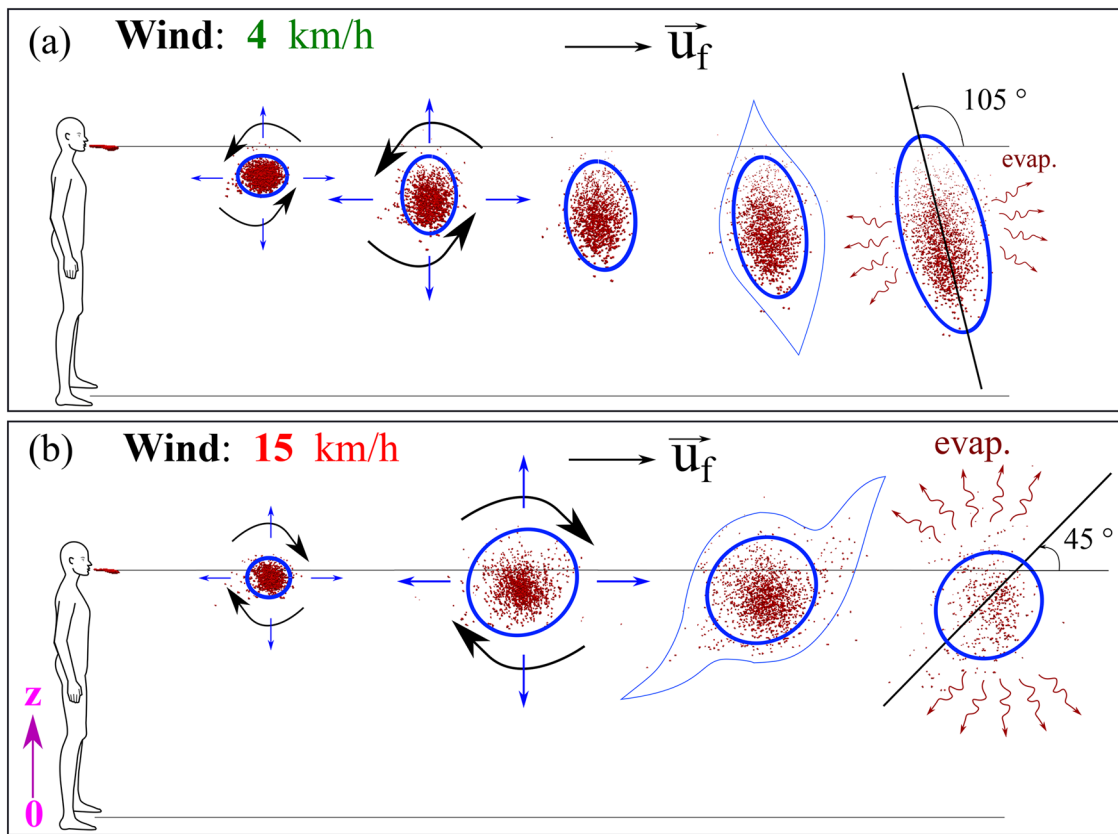 (a) Wind: 4 km/h
u_f
105 °
evap.
(b) Wind: 15 km/h
u_f
evap.
45 °
z
0